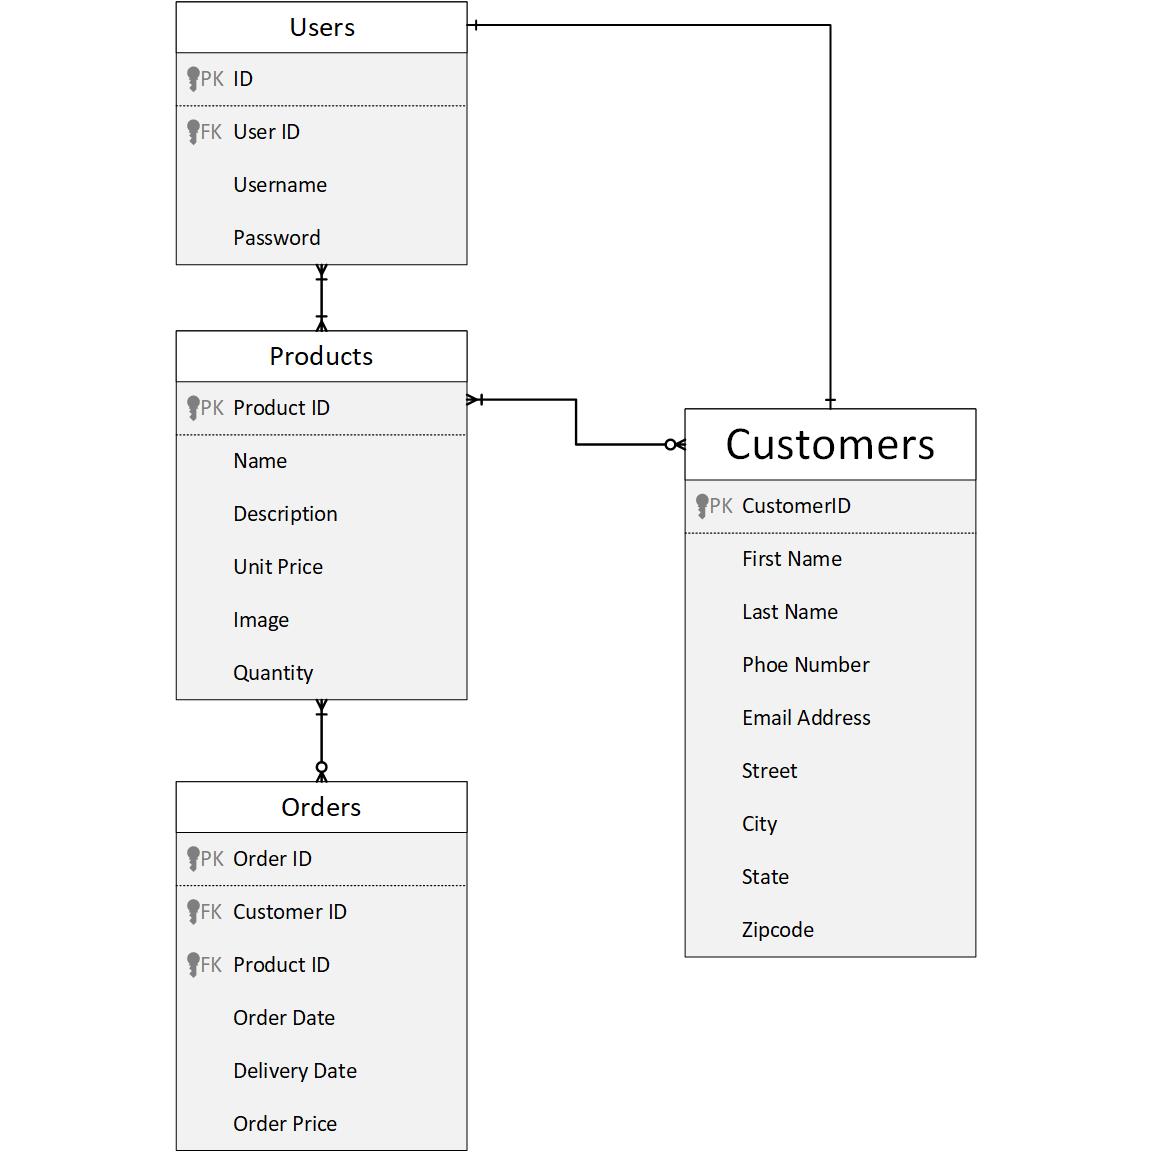 Users
PK ID
FK User ID
Username
Password
Products
PK Product ID
Name
Description
Unit Price
Image
Quantity
Orders
PK Order ID
FK Customer ID
FK Product ID
Order Date
Delivery Date
Order Price
Customers
PK CustomerID
First Name
Last Name
Phoe Number
Email Address
Street
City
State
Zipcode